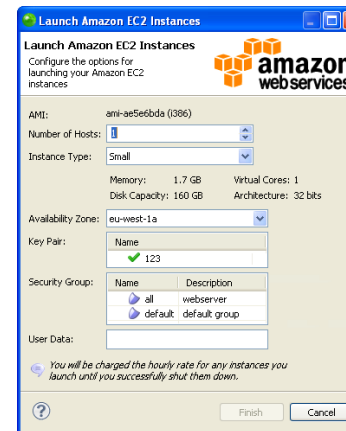 Launch Amazon EC2 Instances
Launch Amazon EC2 Instances
Configure the options for
launching your Amazon EC2
instances
amazon
webservices
AMI: ami-ae5e6bda (i386)
Number of Hosts: 1
Instance Type: Small
Memory: 1.7 GB Virtual Cores: 1
Disk Capacity: 160 GB Architecture: 32 bits
Availability Zone: eu-west-1a
Key Pair: Name
123
Security Group: Name Description
all webserver
default default group
User Data:
You will be charged the hourly rate for any instances you
launch until you successfully shut them down.
? Finish Cancel